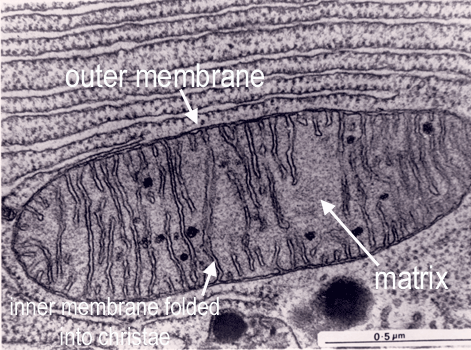 outer membrane
matrix
inner membrane folded
into christae
0·5 µm